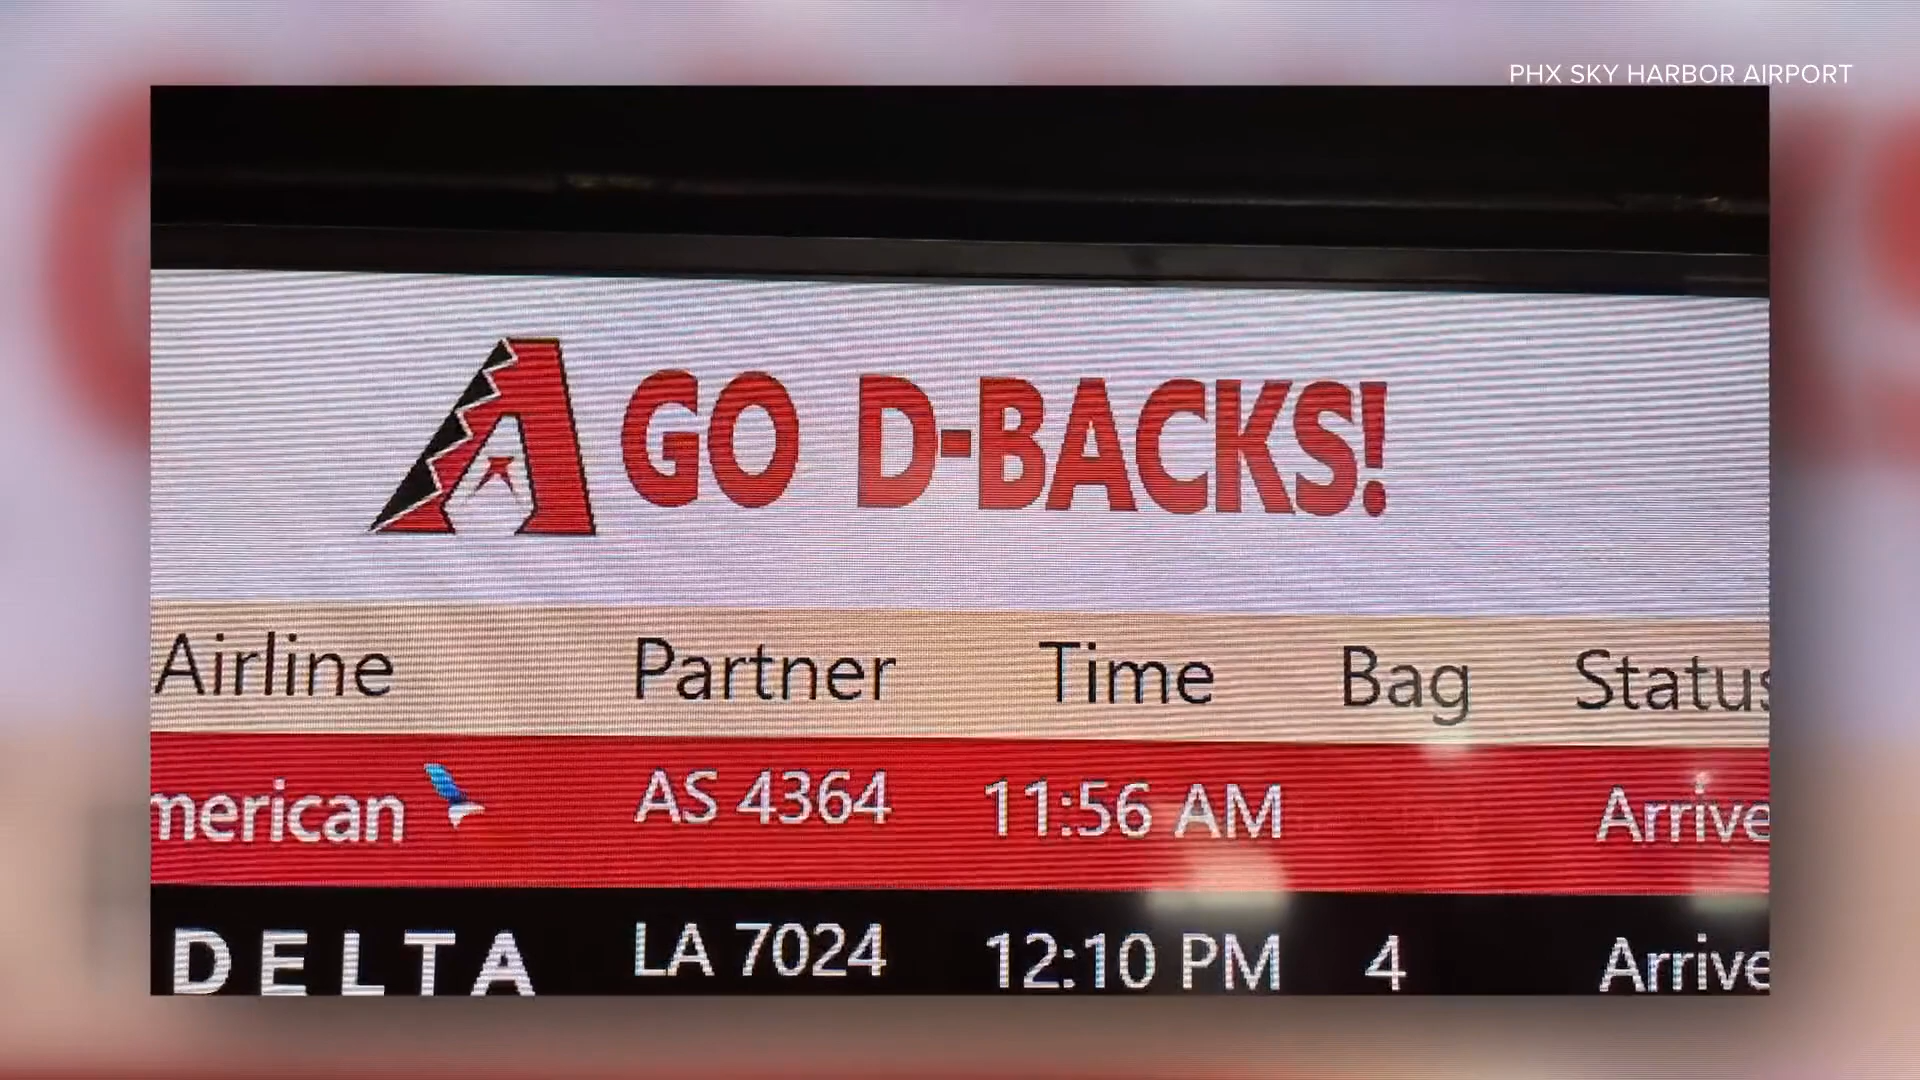 PHX SKY HARBOR AIRPORT
A GO D-BACKS!
Airline Partner Time Bag Status
merican AS 4364 11:56 AM Arrive
DELTA LA 7024 12:10 PM 4 Arrive